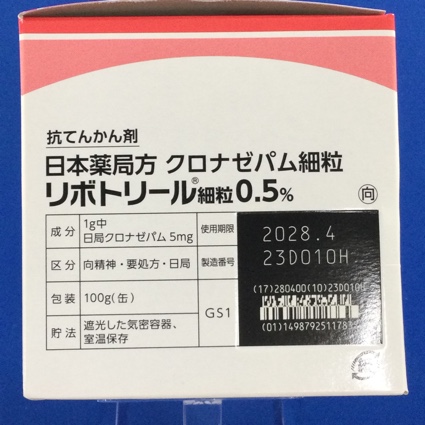 抗てんかん剤
日本薬局方 クロナゼパム細粒
リボトリール®細粒0.5%
向
成分 1g中
日局クロナゼパム 5mg
使用期限 2028.4
区分 向精神・要処方・日局
製造番号 23D010H
包装 100g(缶)
GS1
(17)280400(10)23D010H
貯法 遮光した気密容器、
室温保存